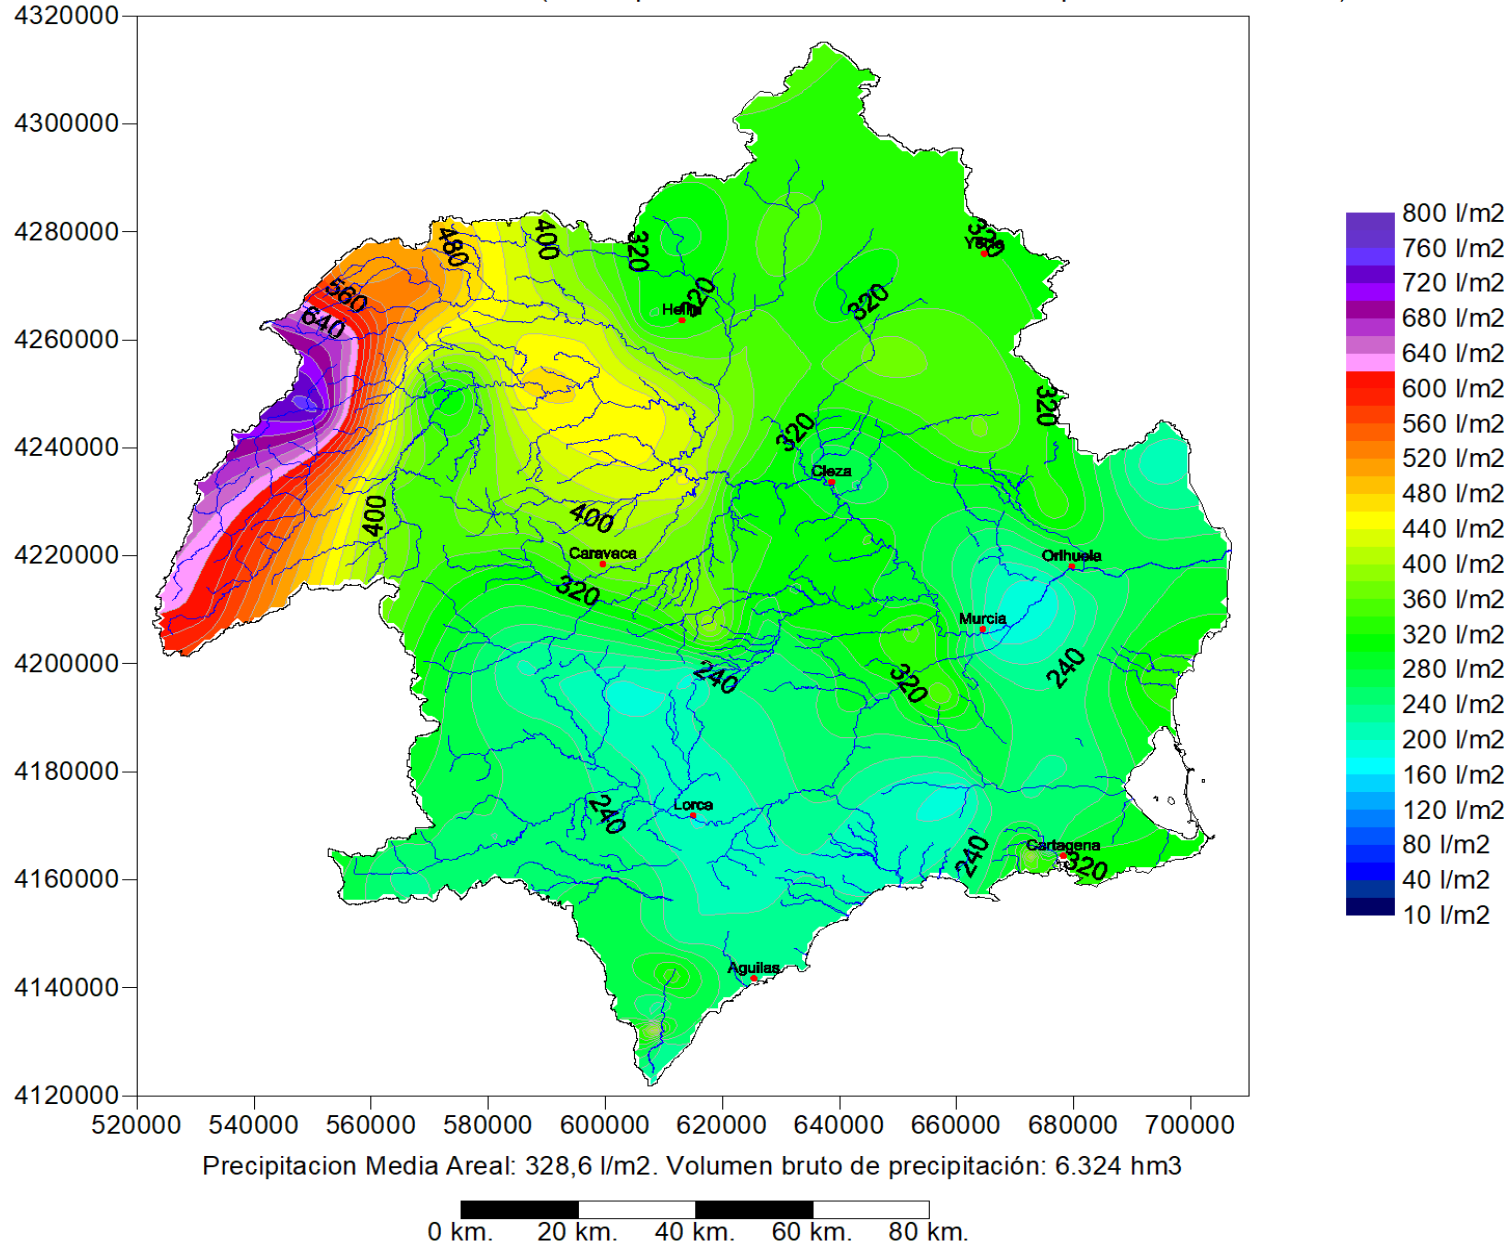 4320000
4300000
4280000
4260000
4240000
4220000
4200000
4180000
4160000
4140000
4120000
520000 540000 560000 580000 600000 620000 640000 660000 680000 700000
480
400
320
320
560
640
Hellín
320
320
Yecla
320
320
Cieza
400
400
Caravaca
320
Orihuela
Murcia
240
240
320
240
Lorca
240
Cartagena
320
Aguilas
800 l/m2
760 l/m2
720 l/m2
680 l/m2
640 l/m2
600 l/m2
560 l/m2
520 l/m2
480 l/m2
440 l/m2
400 l/m2
360 l/m2
320 l/m2
280 l/m2
240 l/m2
200 l/m2
160 l/m2
120 l/m2
80 l/m2
40 l/m2
10 l/m2
Precipitacion Media Areal: 328,6 l/m2. Volumen bruto de precipitación: 6.324 hm3
0 km. 20 km. 40 km. 60 km. 80 km.